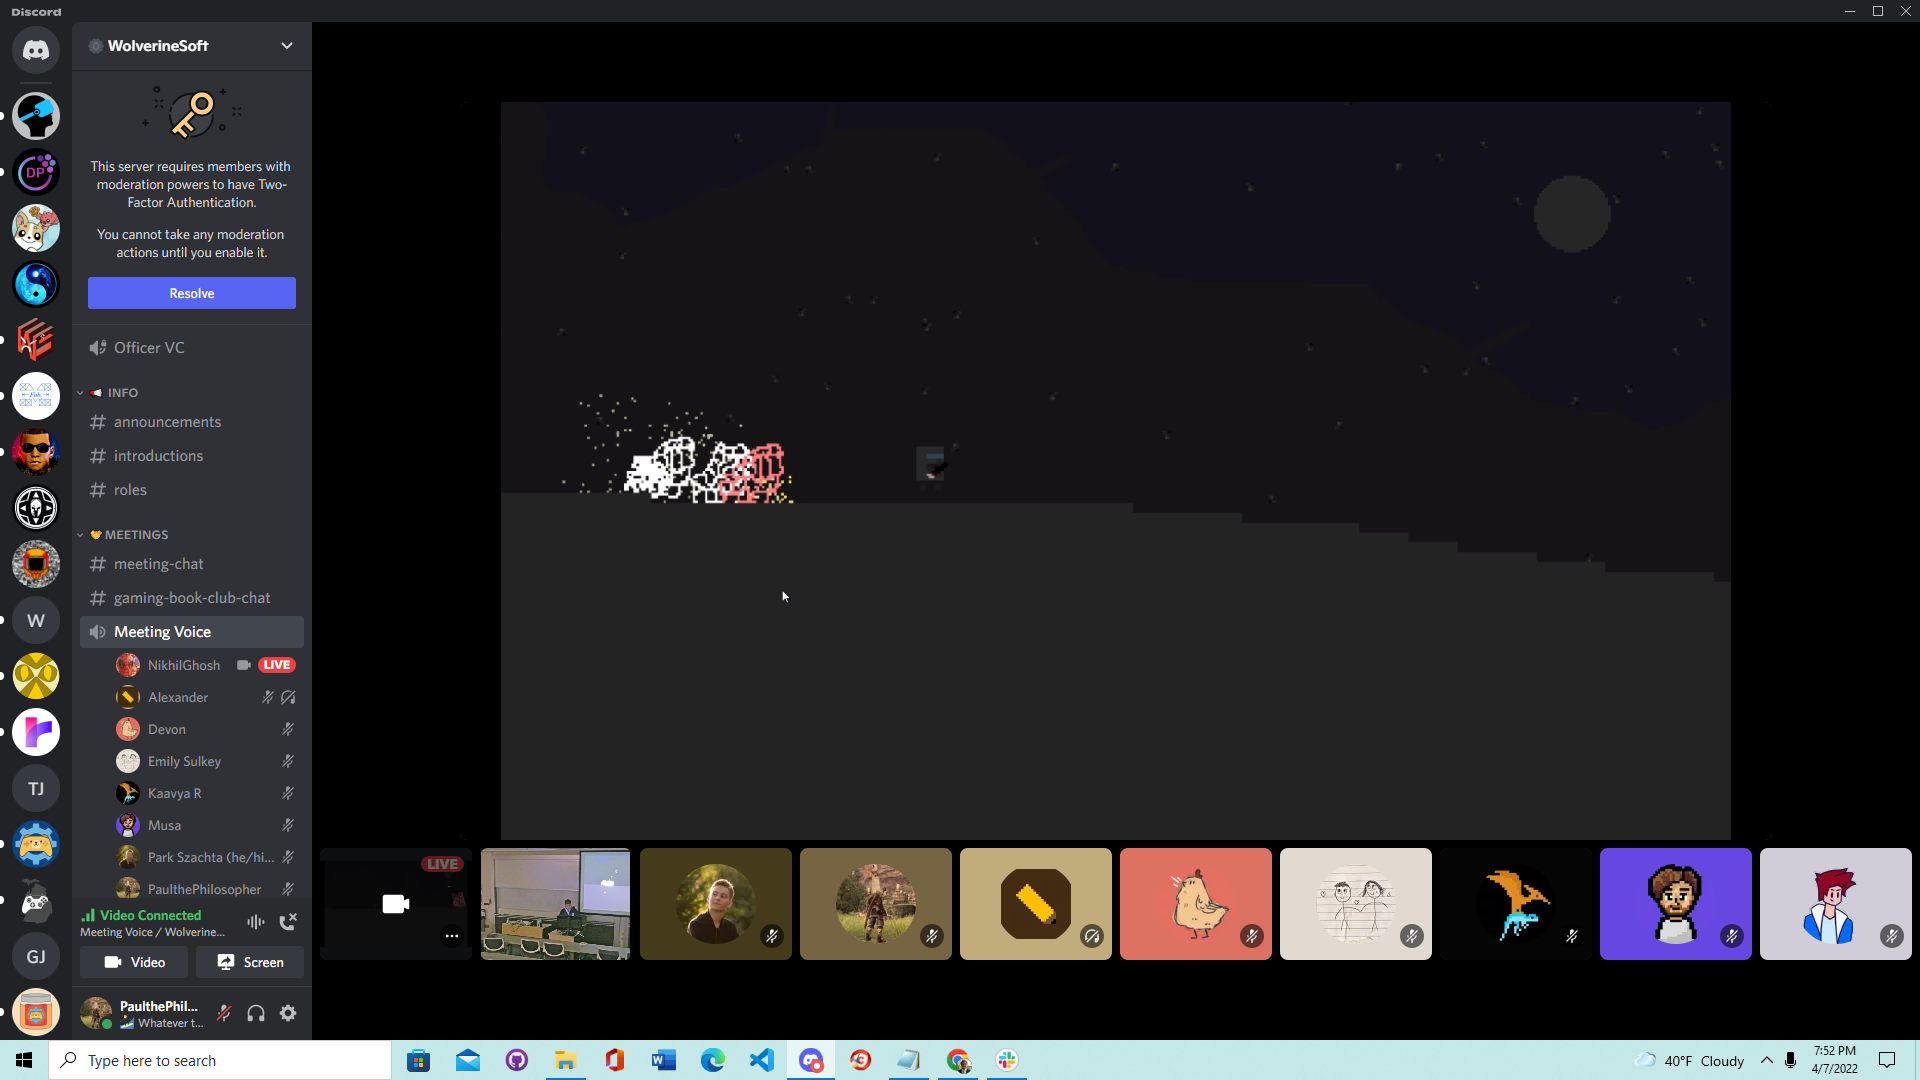 Discord
WolverineSoft
This server requires members with
moderation powers to have Two-
Factor Authentication.
You cannot take any moderation
actions until you enable it.
Resolve
Officer VC
INFO
announcements
introductions
roles
MEETINGS
meeting-chat
gaming-book-club-chat
Meeting Voice
NikhilGhosh LIVE
Alexander
Devon
Emily Sulkey
Kaavya R
Musa
Park Szachta (he/hi...
PaulthePhilosopher
Video Connected
Meeting Voice / Wolverine...
Video Screen
PaulthePhil...
Whatever t...
DP
W
TJ
GJ
LIVE
Type here to search
40°F Cloudy
7:52 PM
4/7/2022